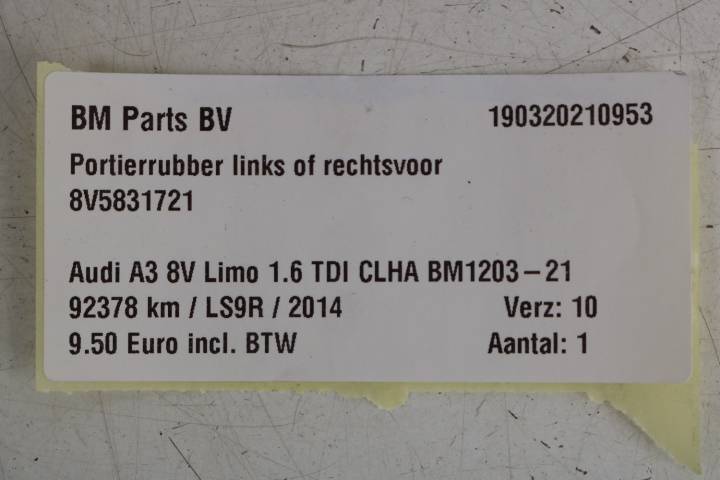 BM Parts BV 190320210953
Portierrubber links of rechtsvoor
8V5831721
Audi A3 8V Limo 1.6 TDI CLHA BM1203-21
92378 km / LS9R / 2014 Verz: 10
9.50 Euro incl. BTW Aantal: 1